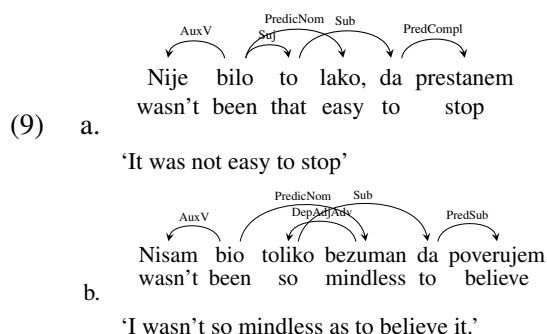 AuxV PredicNom Suj Sub PredCompl
Nije bilo to lako, da prestanem
wasn't been that easy to stop
(9) a.
‘It was not easy to stop’
AuxV PredicNom DepAdjAdv Sub PredSub
Nisam bio toliko bezuman da poverujem
wasn't been so mindless to believe
b.
‘I wasn't so mindless as to believe it.’